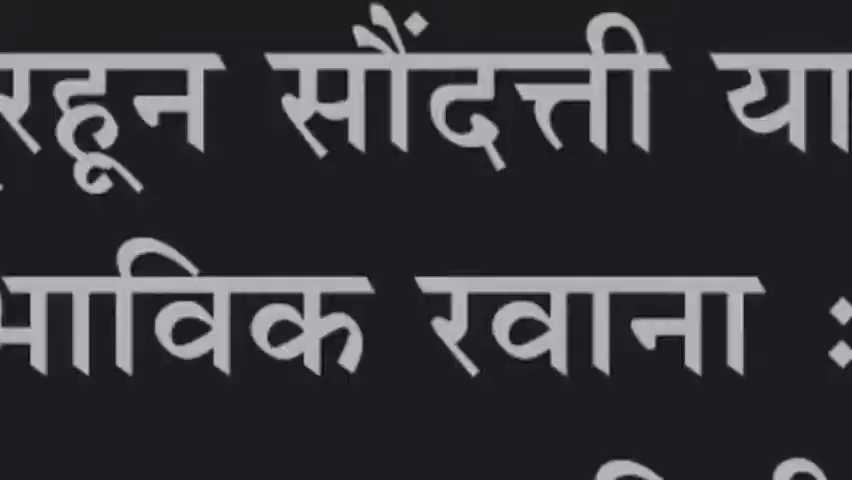 रहून सौंदत्ती या
भाविक रवाना :